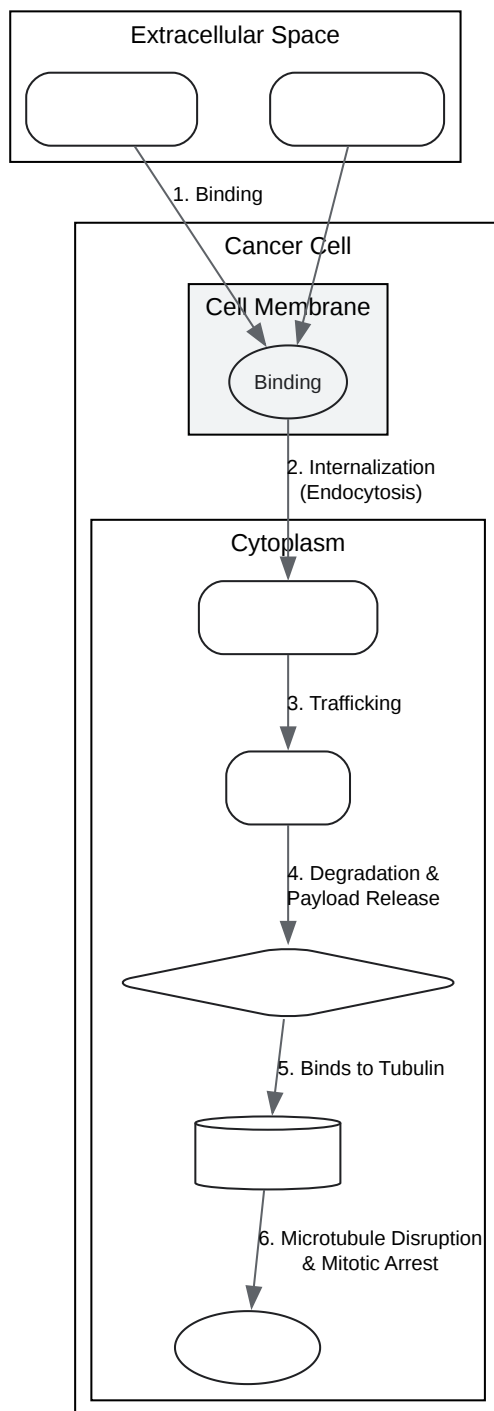 Extracellular Space
1. Binding
Cancer Cell
Cell Membrane
Binding
2. Internalization
(Endocytosis)
Cytoplasm
3. Trafficking
4. Degradation &
Payload Release
5. Binds to Tubulin
6. Microtubule Disruption
& Mitotic Arrest